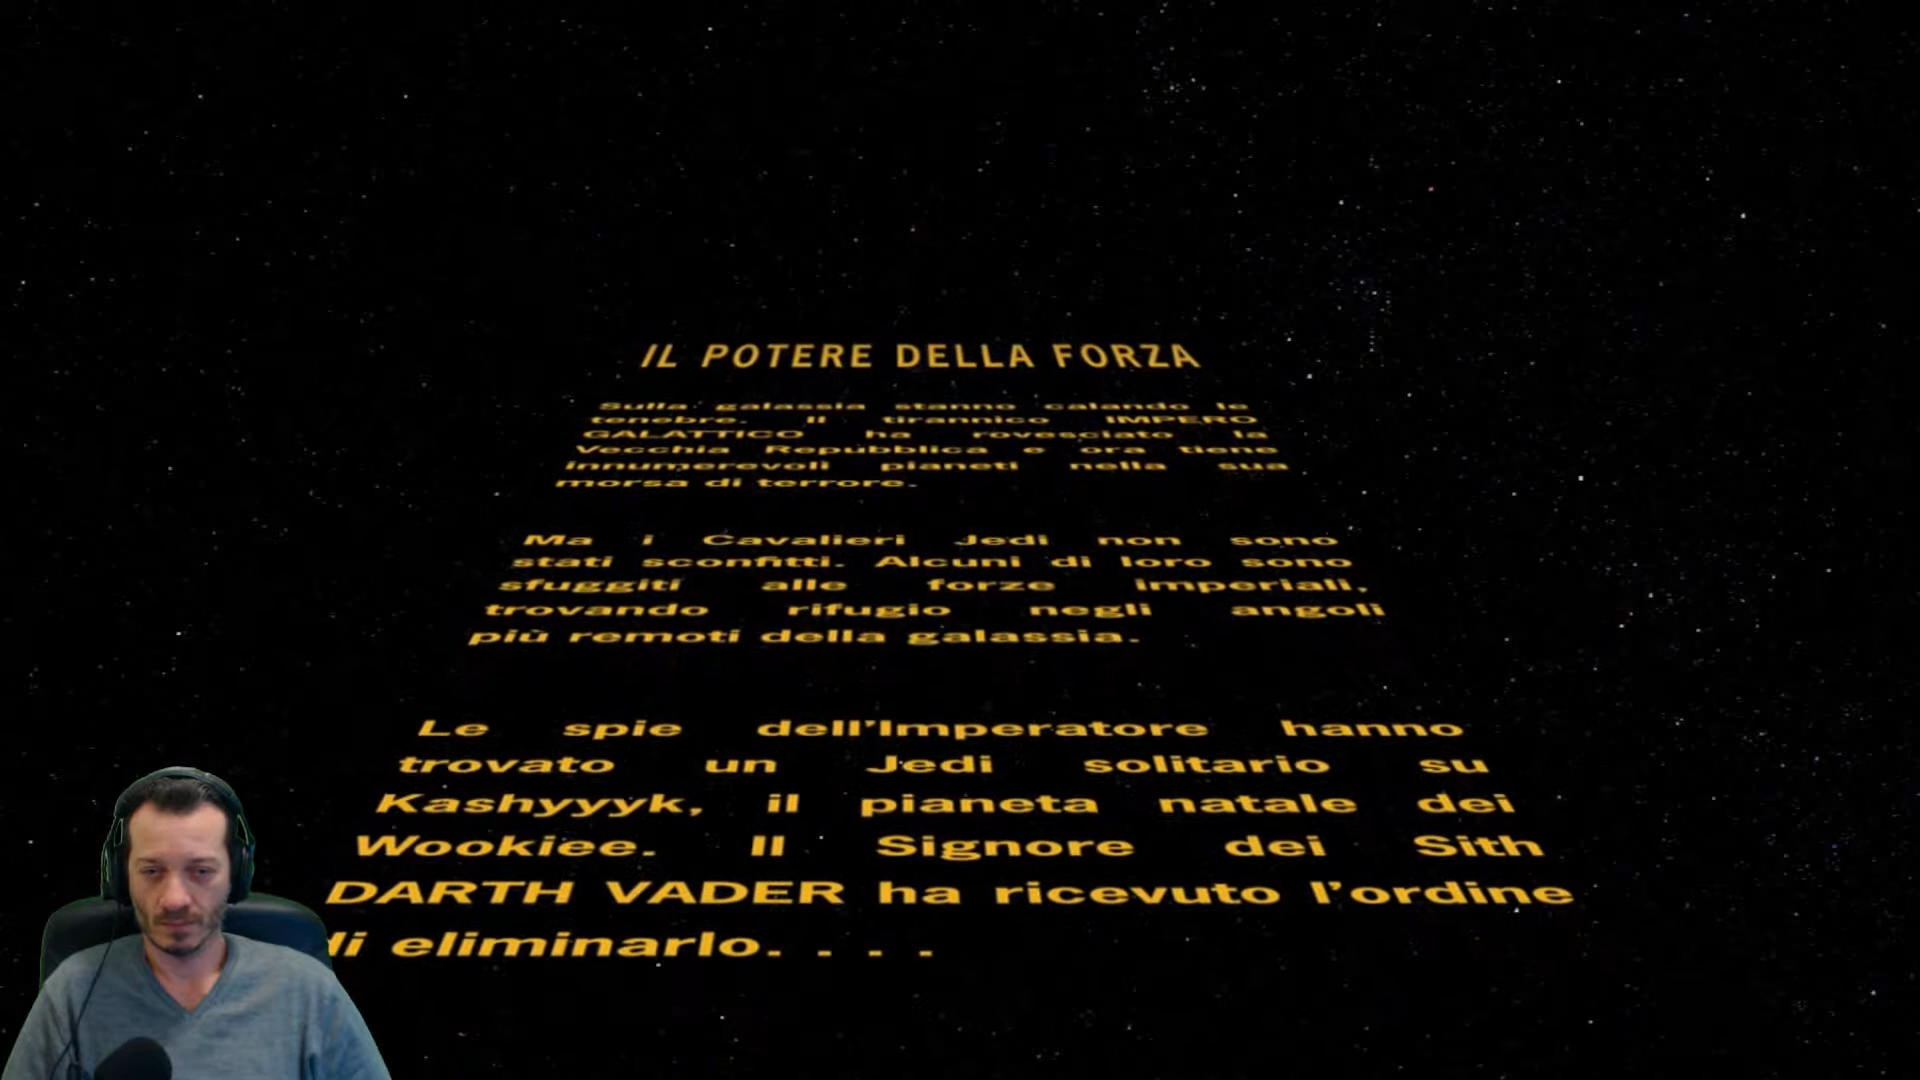 IL POTERE DELLA FORZA
Sulla galassia stanno calando le
tenebre. Il tirannico IMPERO
GALATTICO ha rovesciato la
Vecchia Repubblica e ora tiene
innumerevoli pianeti nella sua
morsa di terrore.
Ma i Cavalieri Jedi non sono
stati sconfitti. Alcuni di loro sono
sfuggiti alle forze imperiali,
trovando rifugio negli angoli
più remoti della galassia.
Le spie dell'Imperatore hanno
trovato un Jedi solitario su
Kashyyyk, il pianeta natale dei
Wookiee. Il Signore dei Sith
DARTH VADER ha ricevuto l'ordine
di eliminarlo. . . .